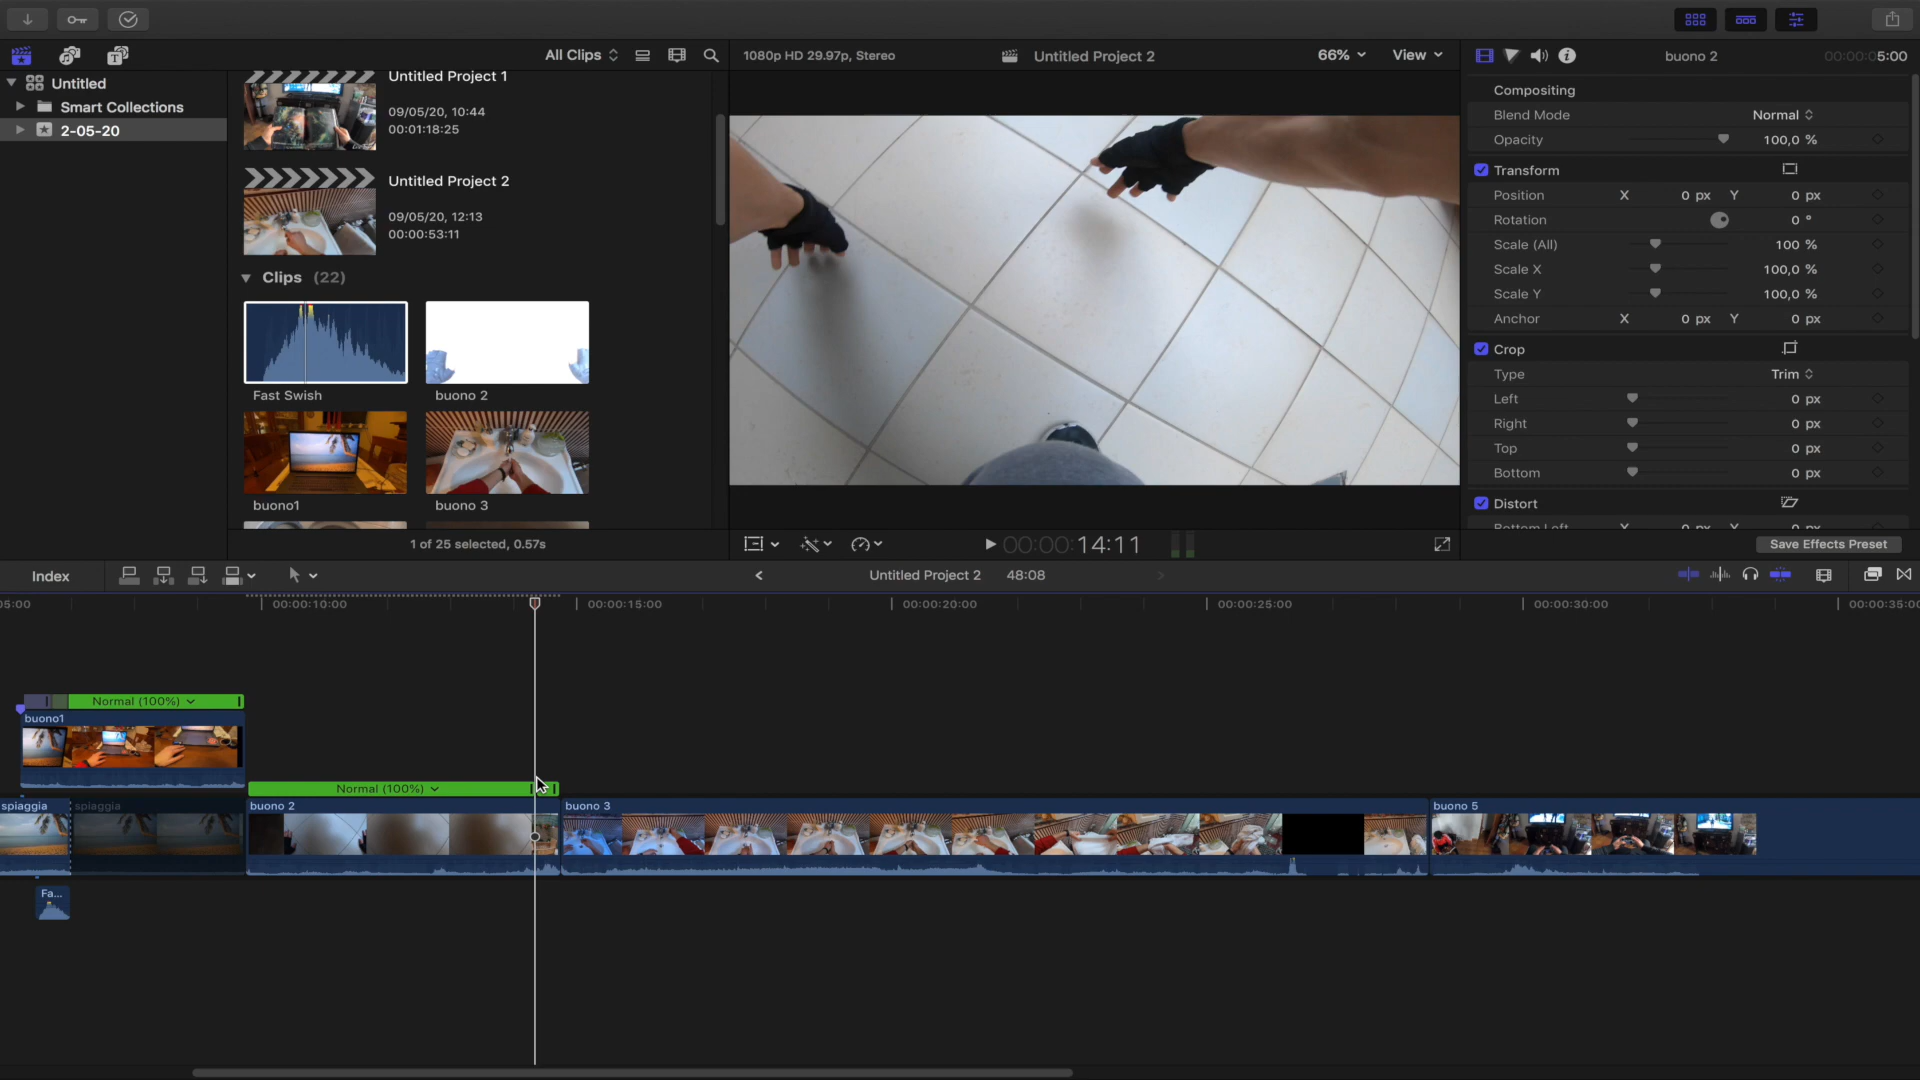 All Clips
1080p HD 29.97p, Stereo
Untitled Project 2
66%
View
buono 2
00:00:05:00
Untitled
Smart Collections
2-05-20
Untitled Project 1
09/05/20, 10:44
00:01:18:25
Untitled Project 2
09/05/20, 12:13
00:00:53:11
Clips (22)
Fast Swish
buono 2
buono1
buono 3
1 of 25 selected, 0.57s
Compositing
Blend Mode Normal
Opacity 100,0 %
Transform
Position X 0 px Y 0 px
Rotation 0 °
Scale (All) 100 %
Scale X 100,0 %
Scale Y 100,0 %
Anchor X 0 px Y 0 px
Crop
Type Trim
Left 0 px
Right 0 px
Top 0 px
Bottom 0 px
Distort
Bottom Left X 0 px Y 0 px
00:00:14:11
Save Effects Preset
Index
Untitled Project 2 48:08
05:00 00:00:10:00 00:00:15:00 00:00:20:00 00:00:25:00 00:00:30:00 00:00:35:00
Normal (100%)
buono1
Normal (100%)
spiaggia spiaggia buono 2 buono 3 buono 5
Fa...